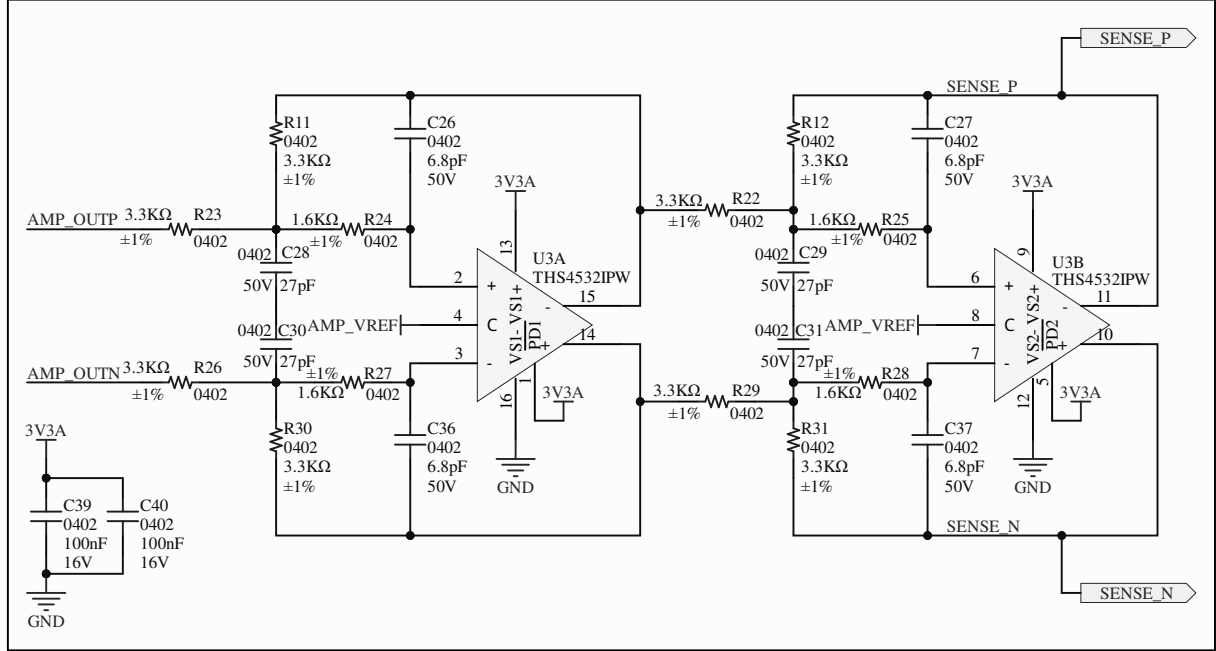 SENSE_P
SENSE_P
R11
0402
3.3KΩ
±1%
C26
0402
6.8pF
50V
3V3A
R12
0402
3.3KΩ
±1%
C27
0402
6.8pF
50V
3V3A
AMP_OUTP
3.3KΩ
±1%
R23
0402
1.6KΩ
±1%
R24
0402
3.3KΩ
±1%
R22
0402
1.6KΩ
±1%
R25
0402
0402
C28
50V
27pF
13
U3A
THS4532IPW
2
+
VS1+
-
15
0402
C29
50V
27pF
9
U3B
THS4532IPW
6
+
VS2+
-
11
AMP_VREF
4
C
AMP_VREF
8
C
0402
C30
50V
27pF
3
-
VS1-
PD1
+
14
0402
C31
50V
27pF
7
-
VS2-
PD2
+
10
AMP_OUTN
3.3KΩ
±1%
R26
0402
±1%
1.6KΩ
R27
0402
16
1
3V3A
3.3KΩ
±1%
R29
0402
±1%
1.6KΩ
R28
0402
12
5
3V3A
R30
0402
3.3KΩ
±1%
C36
0402
6.8pF
50V
GND
R31
0402
3.3KΩ
±1%
C37
0402
6.8pF
50V
GND
3V3A
C39
0402
100nF
16V
C40
0402
100nF
16V
GND
SENSE_N
SENSE_N